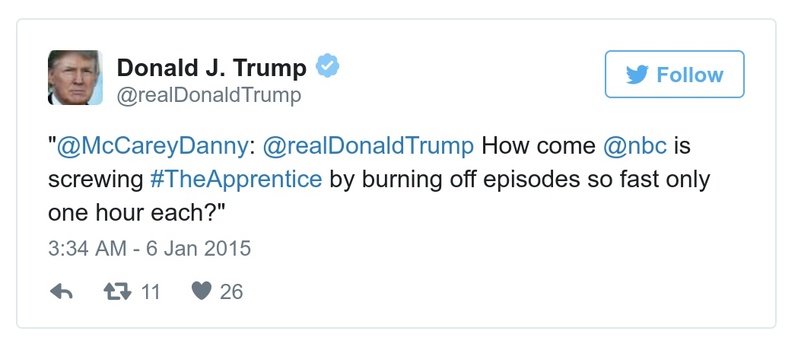 Donald J. Trump
@realDonaldTrump
Follow
"@McCareyDanny: @realDonaldTrump How come @nbc is
screwing #TheApprentice by burning off episodes so fast only
one hour each?"
3:34 AM - 6 Jan 2015
11 26